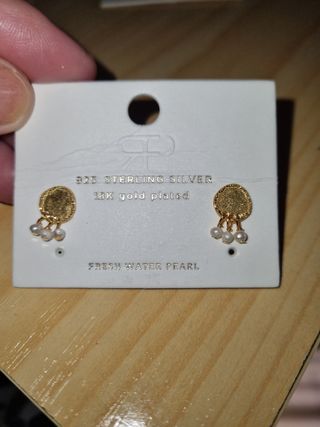 925 STERLING SILVER
18K gold plated
FRESH WATER PEARL